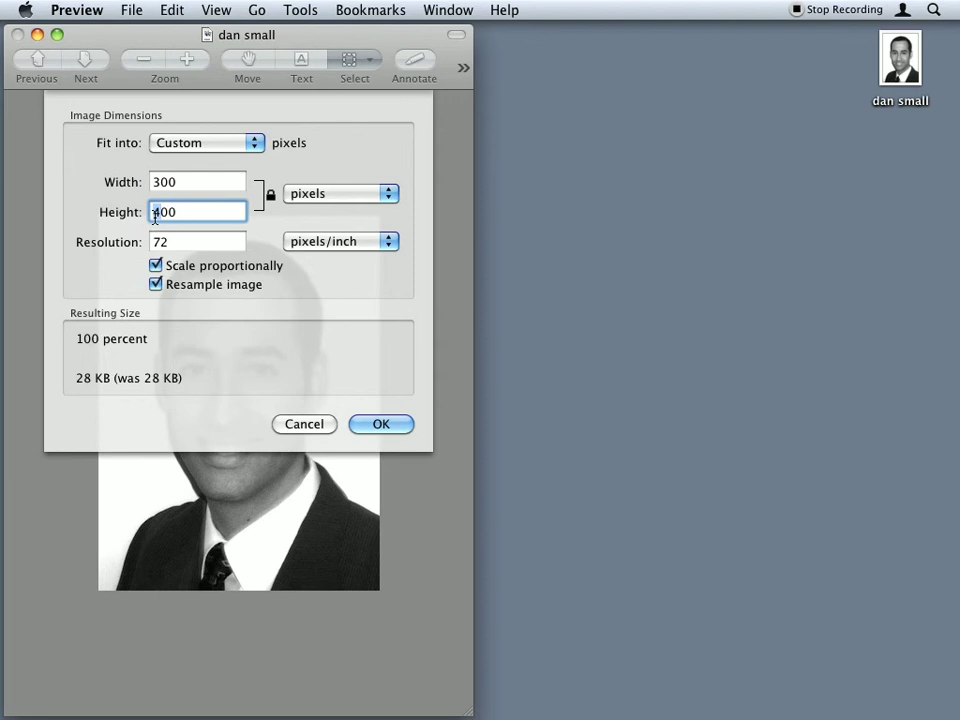 Preview File Edit View Go Tools Bookmarks Window Help Stop Recording
dan small
Previous Next Zoom Move Text Select Annotate »
A
dan small
Image Dimensions
Fit into: Custom pixels
Width: 300
pixels
Height: 400
Resolution: 72 pixels/inch
Scale proportionally
Resample image
Resulting Size
100 percent
28 KB (was 28 KB)
Cancel OK